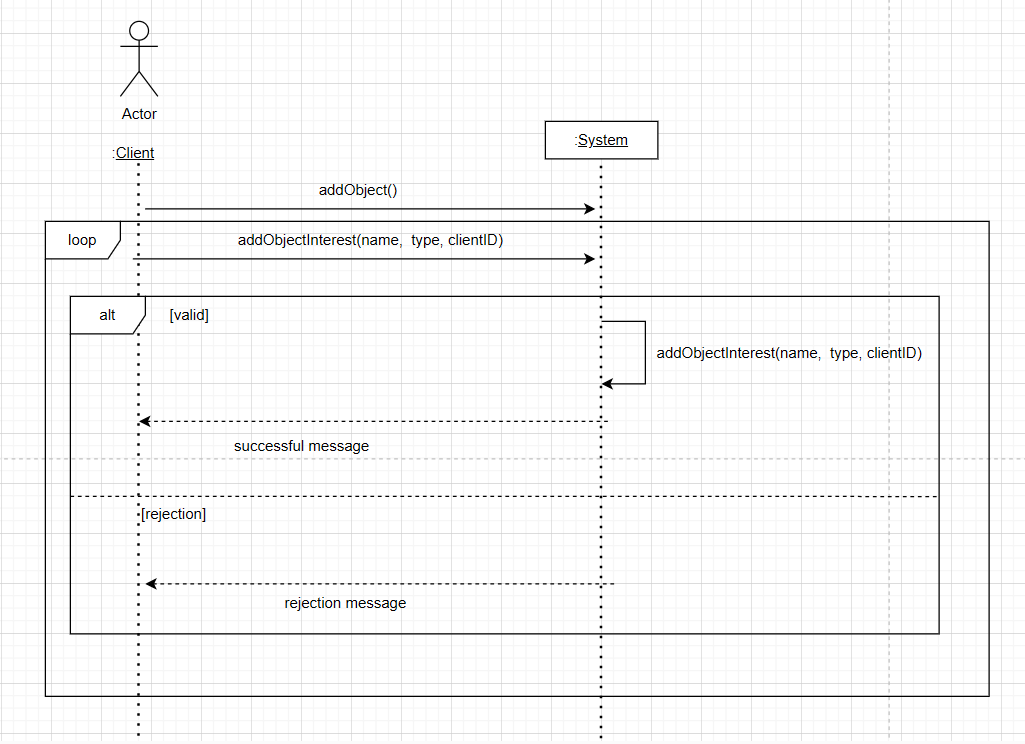 Actor
:Client
:System
addObject()
loop
addObjectInterest(name,  type, clientID)
alt
[valid]
addObjectInterest(name,  type, clientID)
successful message
[rejection]
rejection message